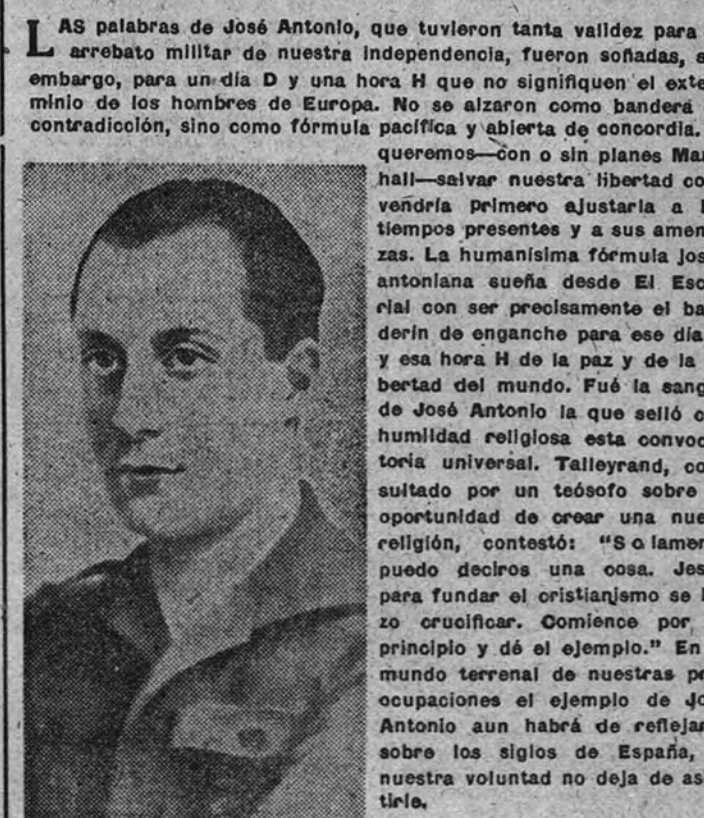 LAS palabras de José Antonio, que tuvieron tanta validez para
arrebato militar de nuestra independencia, fueron soñadas, s
embargo, para un día D y una hora H que no signifiquen el exte
minio de los hombres de Europa. No se alzaron como banderá
contradicción, sino como fórmula pacífica y abierta de concordia.
queremos—con o sin planes Mar
hall—salvar nuestra libertad co
vendría primero ajustarla a l
tiempos presentes y a sus amen
zas. La humanísima fórmula jos
antoniana sueña desde El Esc
rial con ser precisamente el ba
derín de enganche para ese día
y esa hora H de la paz y de la
bertad del mundo. Fué la sang
de José Antonio la que selló c
humildad religiosa esta convoc
toria universal. Talleyrand, co
sultado por un teósofo sobre
oportunidad de crear una nue
religión, contestó: "Solamen
puedo deciros una cosa. Jes
para fundar el cristianismo se h
zo crucificar. Comience por
principio y dé el ejemplo." En
mundo terrenal de nuestras pr
ocupaciones el ejemplo de Jo
Antonio aun habrá de reflejar
sobre los siglos de España,
nuestra voluntad no deja de as
tirle.